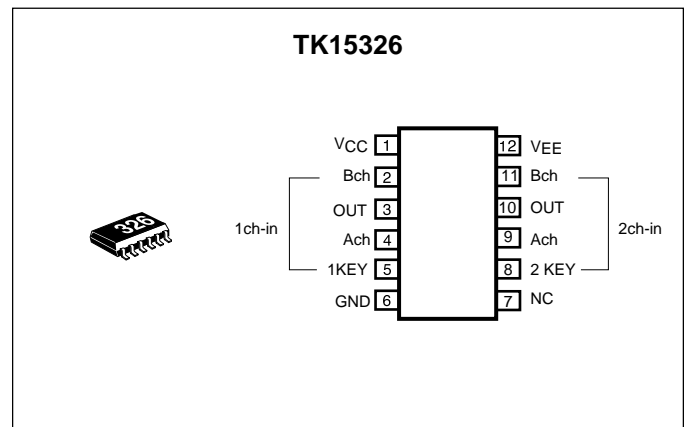 TK15326
VCC 1
Bch 2
OUT 3
Ach 4
1KEY 5
GND 6
1ch-in
12 VEE
11 Bch
10 OUT
9 Ach
8 2 KEY
7 NC
2ch-in
326